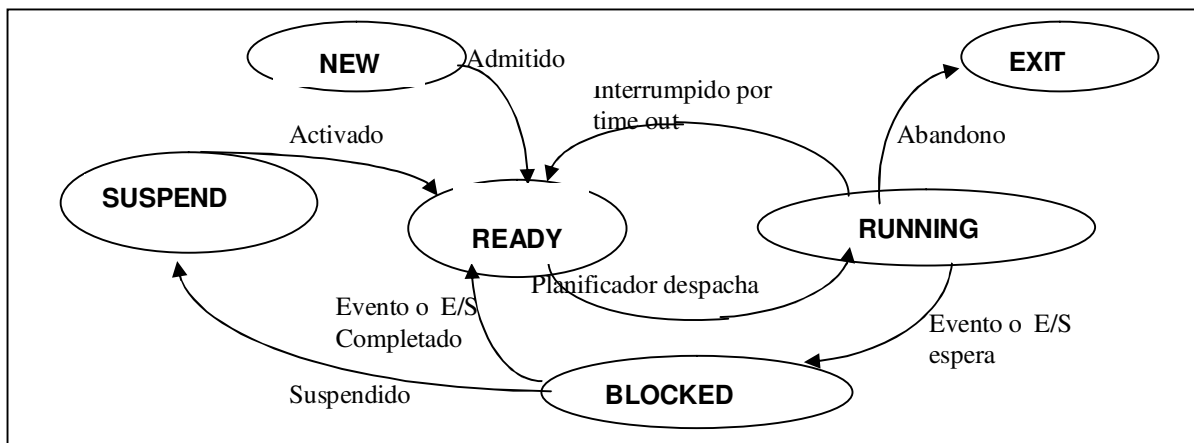 NEW
Admitido
EXIT
Interrumpido por
time out
Activado
Abandono
SUSPEND
READY
RUNNING
Planificador despacha
Evento o E/S
Completado
Evento o E/S
espera
Suspendido
BLOCKED